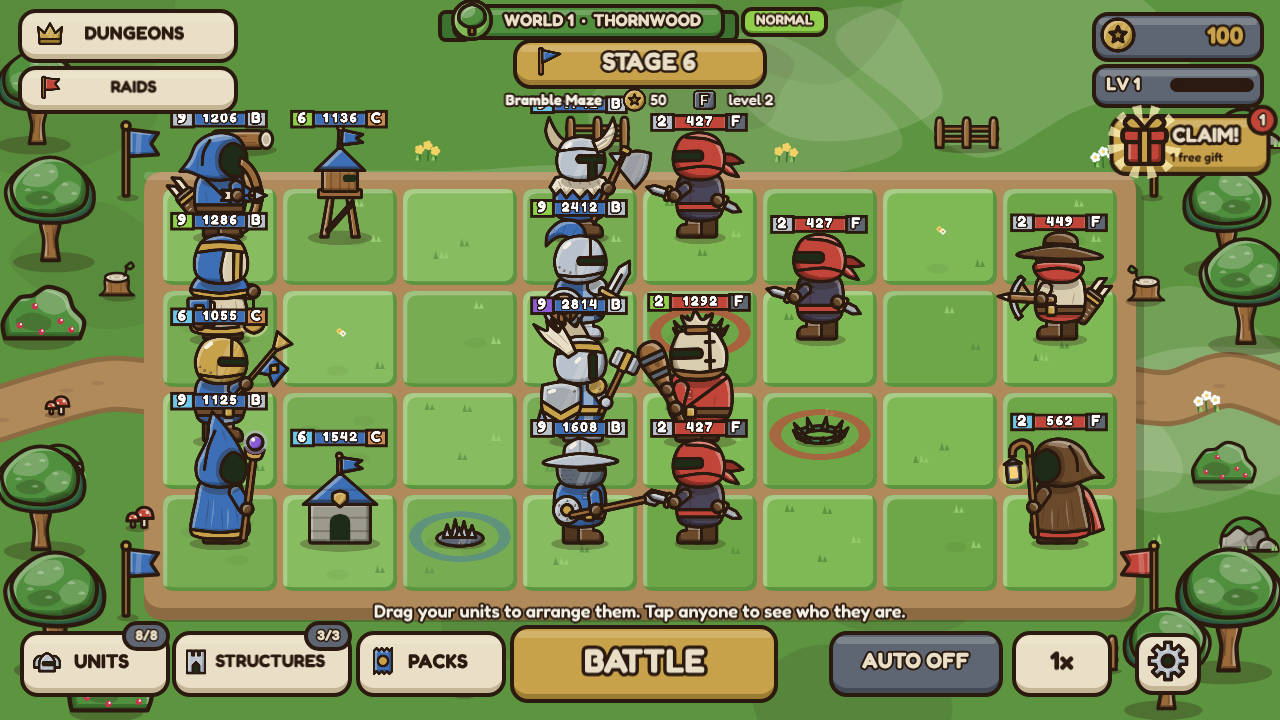 DUNGEONS
RAIDS
WORLD 1 • THORNWOOD
NORMAL
STAGE 6
Bramble Maze
50
F
level 2
100
LV 1
CLAIM!
1 free gift
1
9 1206 B
6 1136 C
B
2 427 F
9 1286 B
9 2412 B
2 427 F
2 449 F
6 1055 C
9 2814 B
2 1292 F
9 1125 B
6 1542 C
9 1608 B
2 427 F
2 562 F
Drag your units to arrange them. Tap anyone to see who they are.
8/8
UNITS
3/3
STRUCTURES
PACKS
BATTLE
AUTO OFF
1x